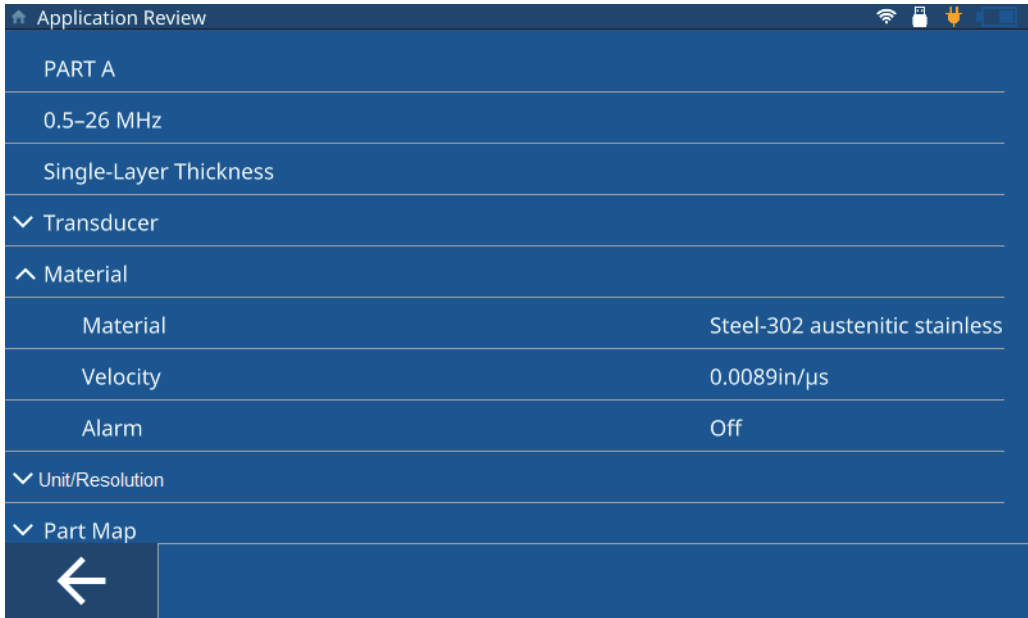 Application Review
PART A
0.5–26 MHz
Single-Layer Thickness
Transducer
Material
Material Steel-302 austenitic stainless
Velocity 0.0089in/µs
Alarm Off
Unit/Resolution
Part Map